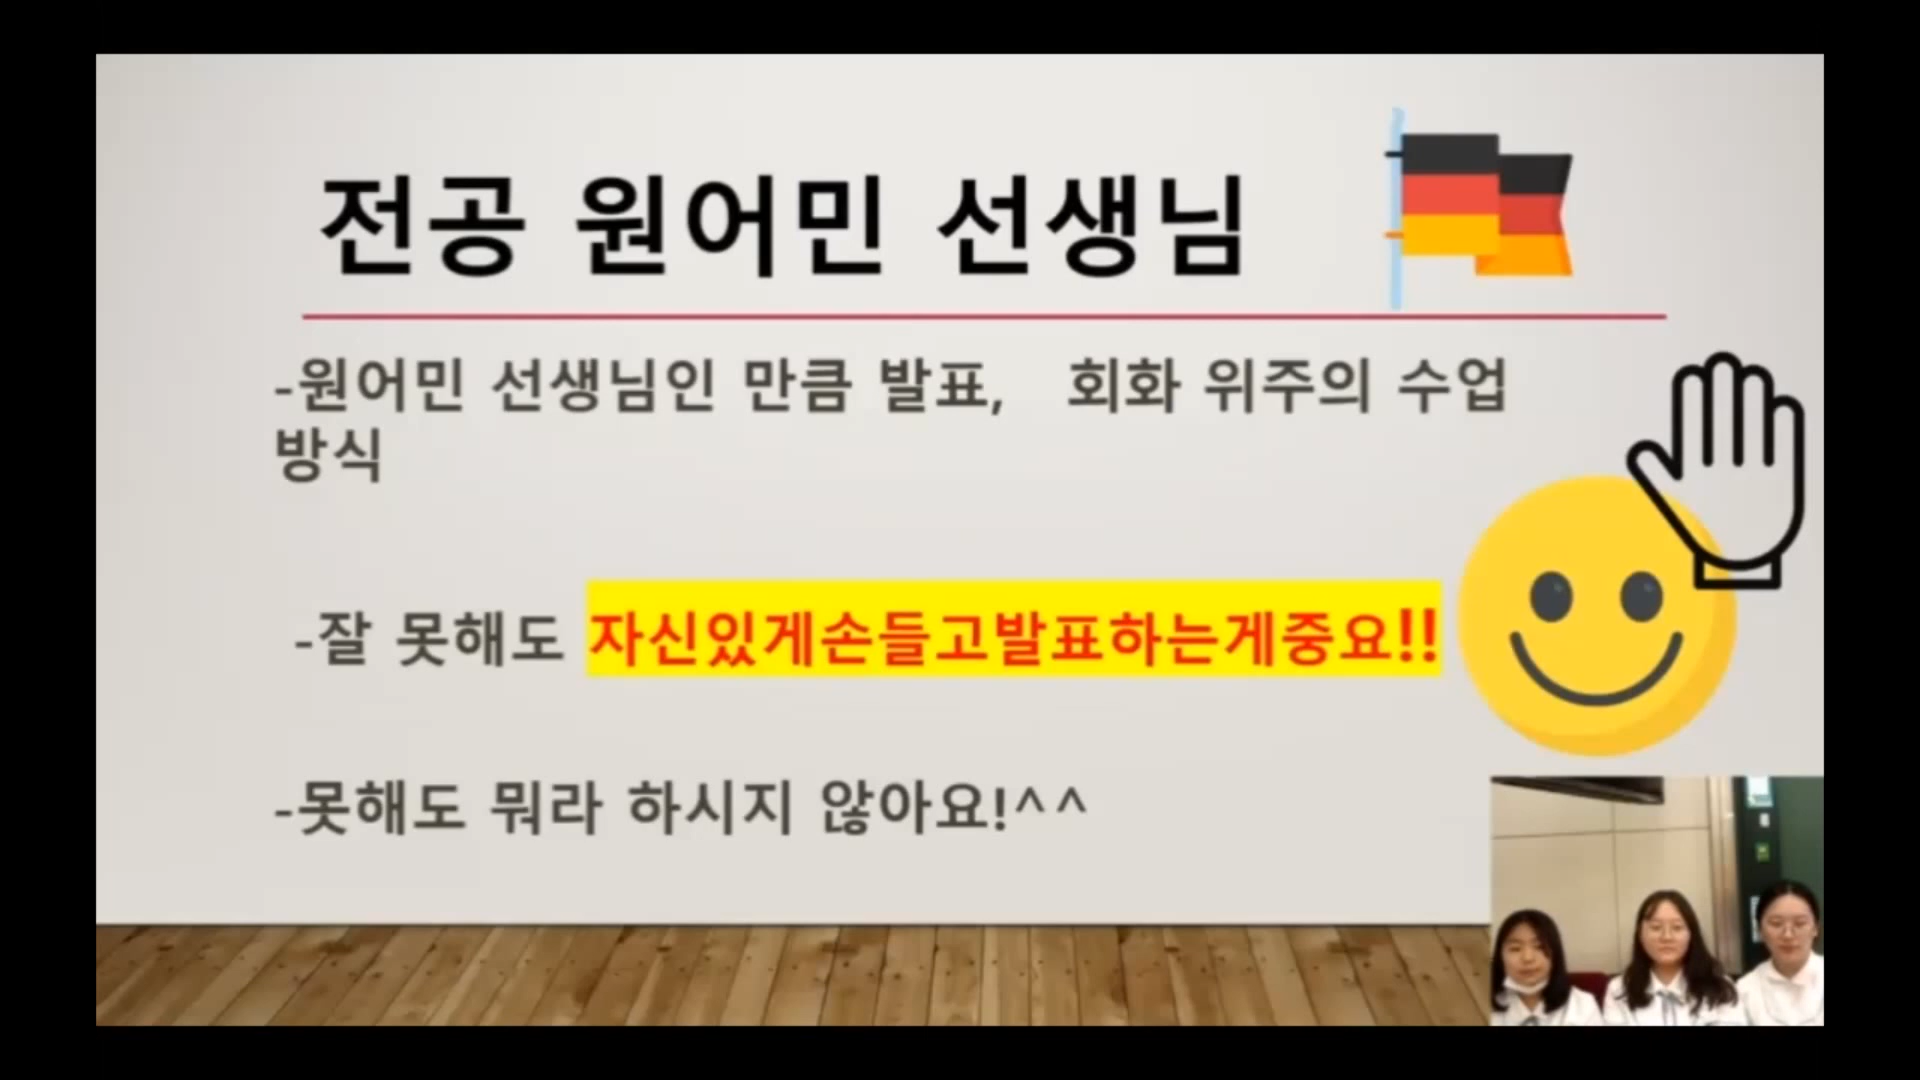 전공 원어민 선생님
-원어민 선생님인 만큼 발표, 회화 위주의 수업
방식
-잘 못해도 자신있게손들고발표하는게중요!!
-못해도 뭐라 하시지 않아요!^^